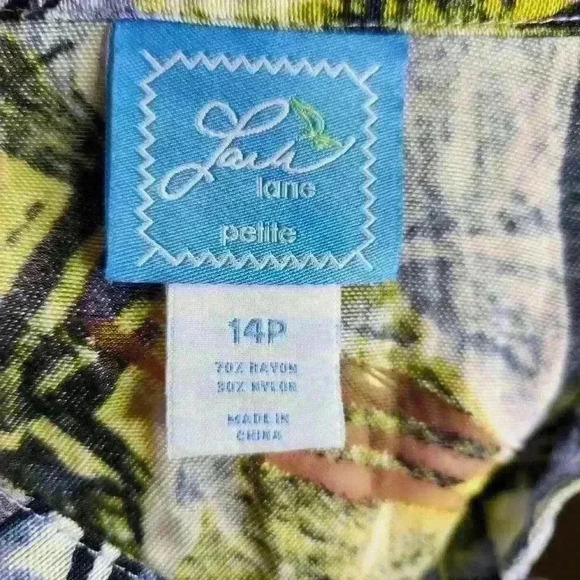 Lark
lane
petite
14P
70% RAYON
30% NYLON
MADE IN
CHINA